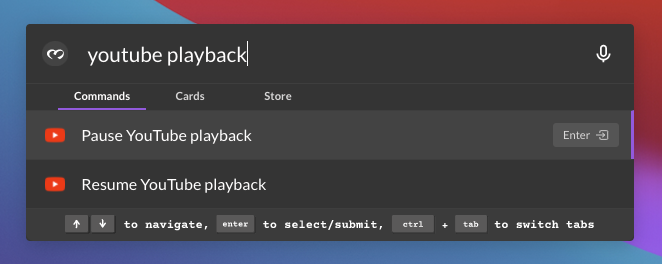 youtube playback
Commands Cards Store
Pause YouTube playback Enter
Resume YouTube playback
to navigate, enter to select/submit, ctrl + tab to switch tabs